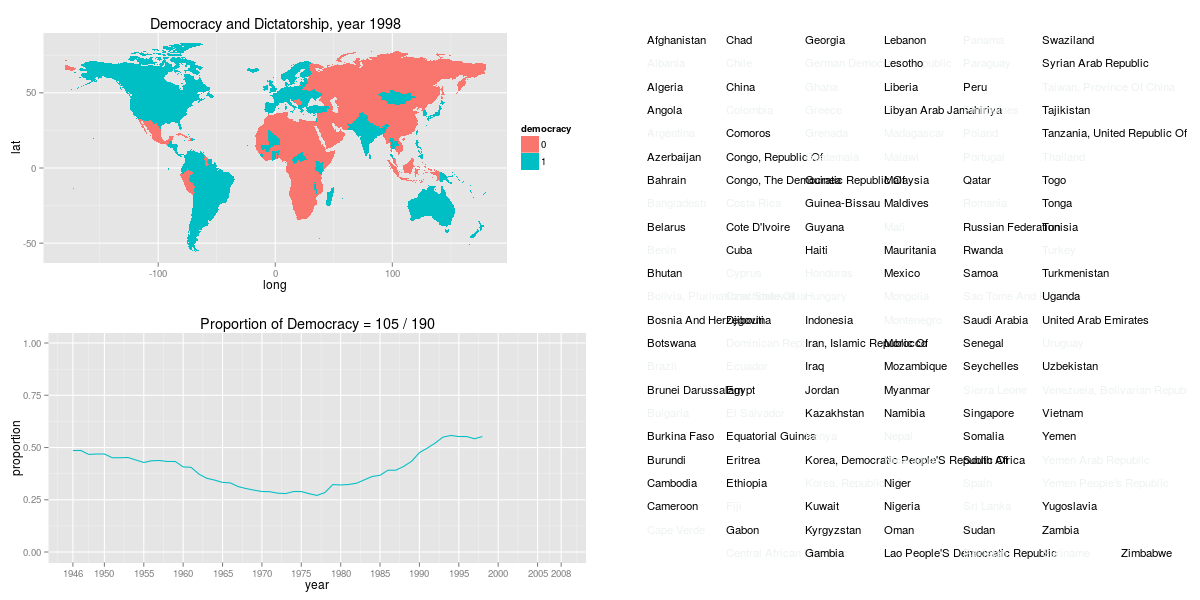 Democracy and Dictatorship, year 1998
lat
50
0
-50
-100
0
100
long
democracy
0
1
Proportion of Democracy = 105 / 190
proportion
1.00
0.75
0.50
0.25
0.00
1946 1950 1955 1960 1965 1970 1975 1980 1985 1990 1995 2000 2005 2008
year
Afghanistan Chad Georgia Lebanon Panama Swaziland
Albania Chile German Lesotho Paraguay Syrian Arab Republic
Algeria China Ghana Liberia Peru Taiwan, Province Of China
Angola Colombia Greece Libyan Arab Jamahiriya Tajikistan
Argentina Comoros Grenada Madagascar Poland Tanzania, United Republic Of
Azerbaijan Congo, Republic Of Guatemala Malawi Portugal Thailand
Bahrain Congo, The Democratic Republic Of Guinea Malaysia Qatar Togo
Bangladesh Costa Rica Guinea-Bissau Maldives Romania Tonga
Belarus Cote D'Ivoire Guyana Mali Russian Federation Tunisia
Benin Cuba Haiti Mauritania Rwanda Turkey
Bhutan Cyprus Honduras Mexico Samoa Turkmenistan
Bolivia, Hungary Mongolia Sao Tome And Uganda
Bosnia And Herzegovina Djibouti Indonesia Montenegro Saudi Arabia United Arab Emirates
Botswana Dominican Iran, Islamic Republic Of Morocco Senegal Uruguay
Brazil Ecuador Iraq Mozambique Seychelles Uzbekistan
Brunei Darussalam Egypt Jordan Myanmar Sierra Leone Venezuela, Bolivarian Repub
Bulgaria El Salvador Kazakhstan Namibia Singapore Vietnam
Burkina Faso Equatorial Guinea Kenya Nepal Somalia Yemen
Burundi Eritrea Korea, Democratic People'S Republic Of South Africa Yemen Arab Republic
Cambodia Ethiopia Korea, Republic Niger Spain Yemen People's Republic
Cameroon Fiji Kuwait Nigeria Sri Lanka Yugoslavia
Cape Verde Gabon Kyrgyzstan Oman Sudan Zambia
Central African Gambia Lao People'S Democratic Republic Suriname Zimbabwe